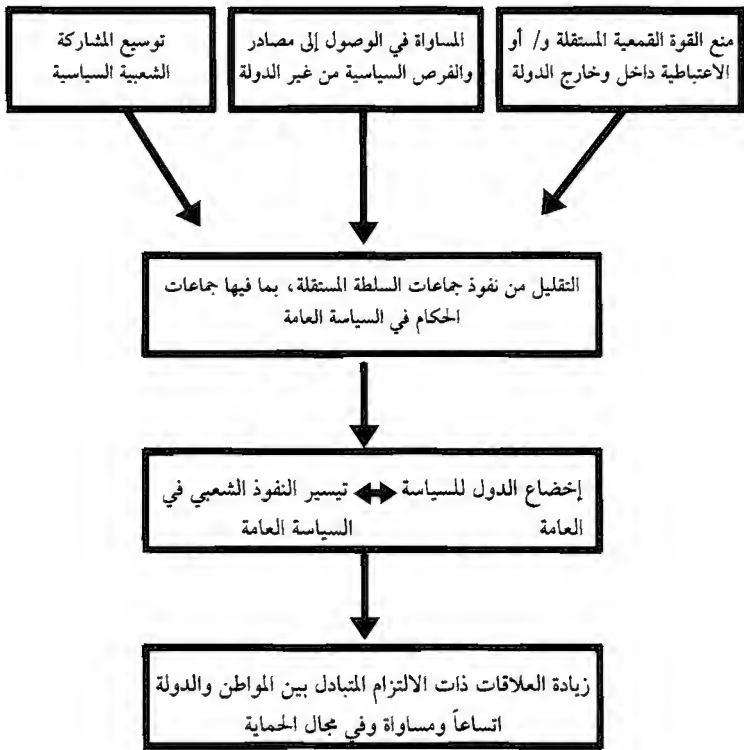 منع القوة القمعية المستقلة و/ أو
الاعتباطية داخل وخارج الدولة
المساواة في الوصول إلى مصادر
والفرص السياسية من غير الدولة
توسيع المشاركة
الشعبية السياسية
التقليل من نفوذ جماعات السلطة المستقلة، بما فيها جماعات
الحكام في السياسة العامة
إخضاع الدول للسياسة
العامة
تيسير النفوذ الشعبي في
السياسة العامة
زيادة العلاقات ذات الالتزام المتبادل بين المواطن والدولة
اتساعاً ومساواة وفي مجال الحماية